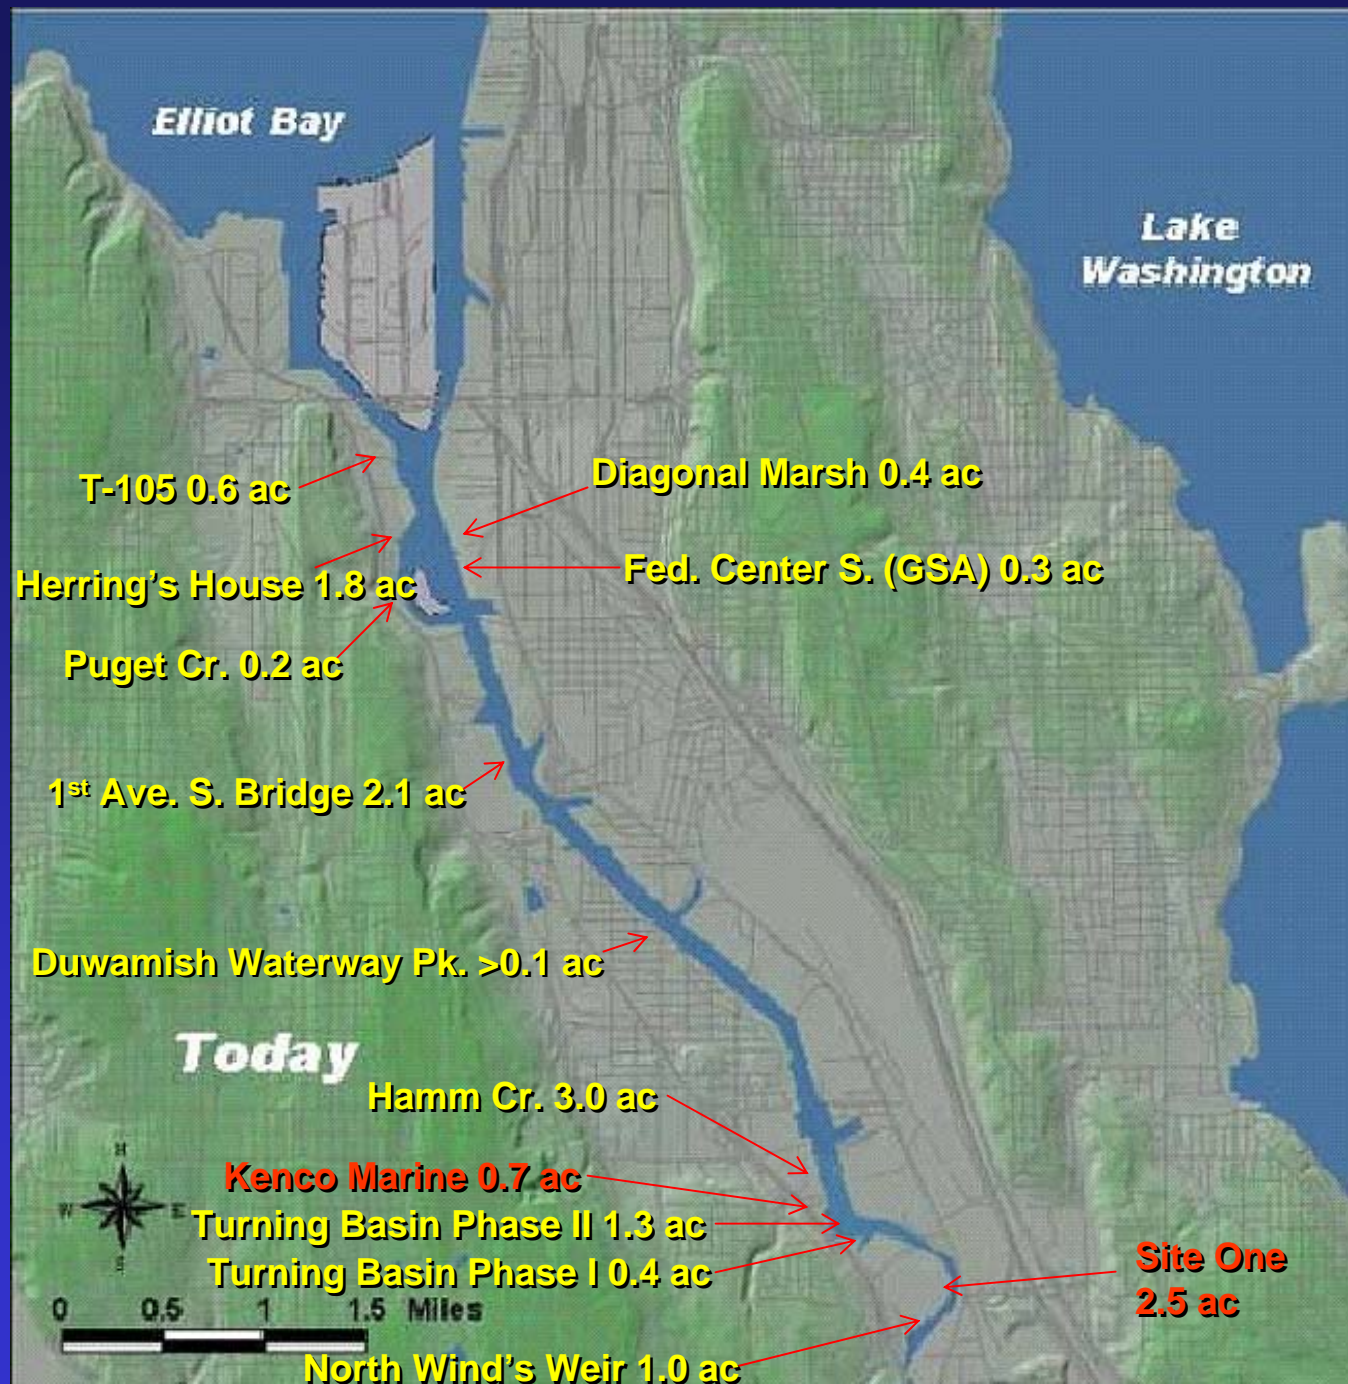 Elliot Bay
Lake
Washington
T-105 0.6 ac
Diagonal Marsh 0.4 ac
Herring's House 1.8 ac
Fed. Center S. (GSA) 0.3 ac
Puget Cr. 0.2 ac
1st Ave. S. Bridge 2.1 ac
Duwamish Waterway Pk. >0.1 ac
Today
Hamm Cr. 3.0 ac
Kenco Marine 0.7 ac
Turning Basin Phase II 1.3 ac
Turning Basin Phase I 0.4 ac
Site One
2.5 ac
North Wind's Weir 1.0 ac
N
W
E
S
0 0.5 1 1.5 Miles